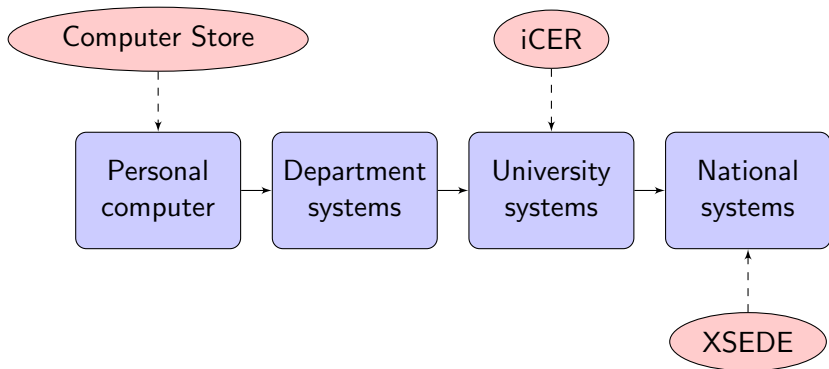 Computer Store
iCER
Personal
computer
Department
systems
University
systems
National
systems
XSEDE